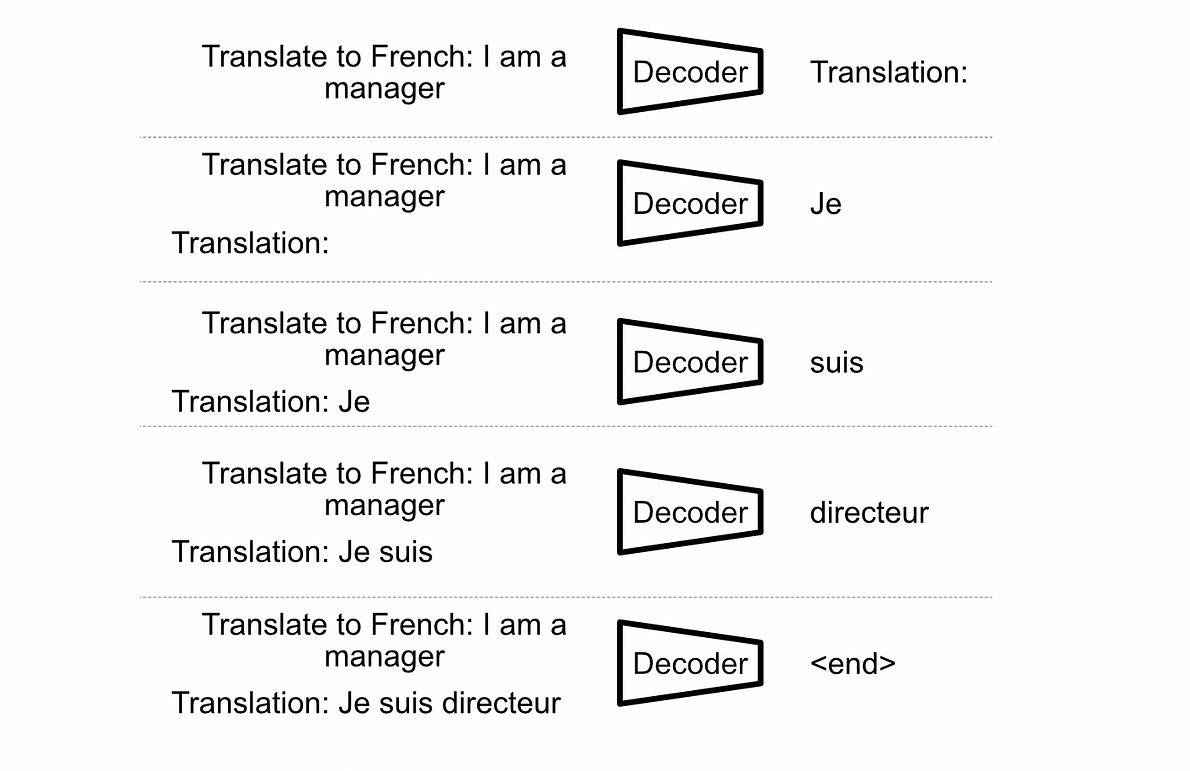 Translate to French: I am a
manager
Decoder
Translation:
Translate to French: I am a
manager
Translation:
Decoder
Je
Translate to French: I am a
manager
Translation: Je
Decoder
suis
Translate to French: I am a
manager
Translation: Je suis
Decoder
directeur
Translate to French: I am a
manager
Translation: Je suis directeur
Decoder
<end>